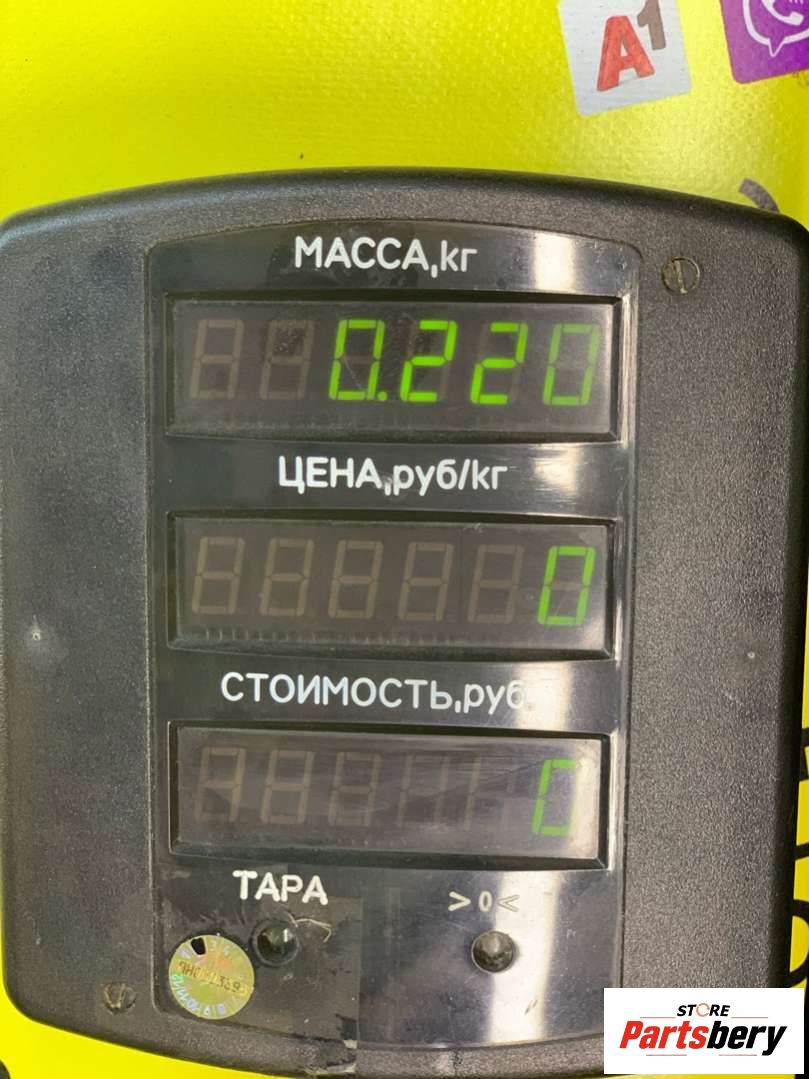 A1
МАССА,кг
0.220
ЦЕНА,руб/кг
0
СТОИМОСТЬ,руб.
0
ТАРА
>0<
STORE
Partsbery